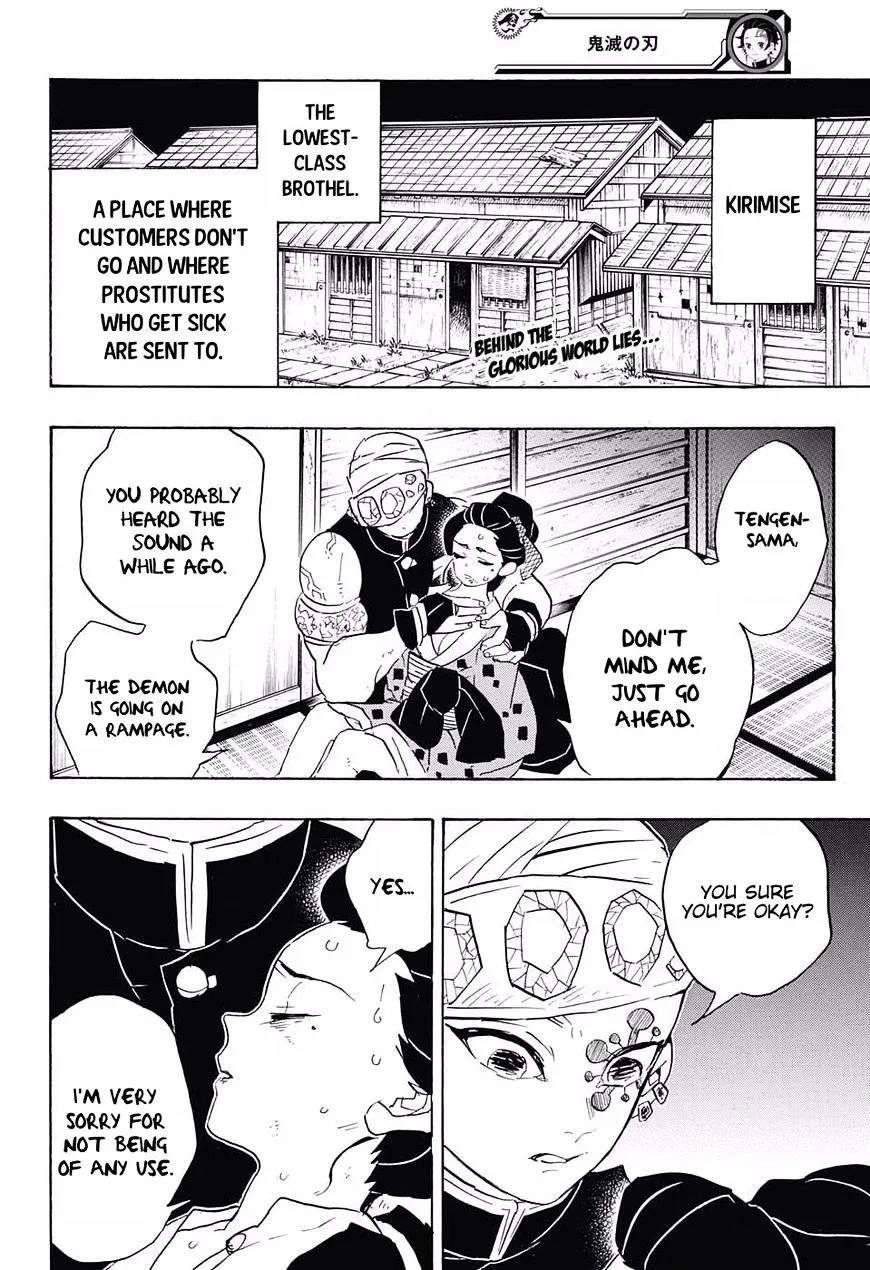 鬼滅の刃
KIRIMISE
THE
LOWEST-
CLASS
BROTHEL.
A PLACE WHERE
CUSTOMERS DON'T
GO AND WHERE
PROSTITUTES
WHO GET SICK
ARE SENT TO.
BEHIND THE
GLORIOUS WORLD LIES...
TENGEN-
SAMA,
DON'T
MIND ME,
JUST GO
AHEAD.
YOU PROBABLY
HEARD THE
SOUND A
WHILE AGO.
THE DEMON
IS GOING ON
A RAMPAGE.
YOU SURE
YOU'RE OKAY?
YES...
I'M VERY
SORRY FOR
NOT BEING
OF ANY USE.